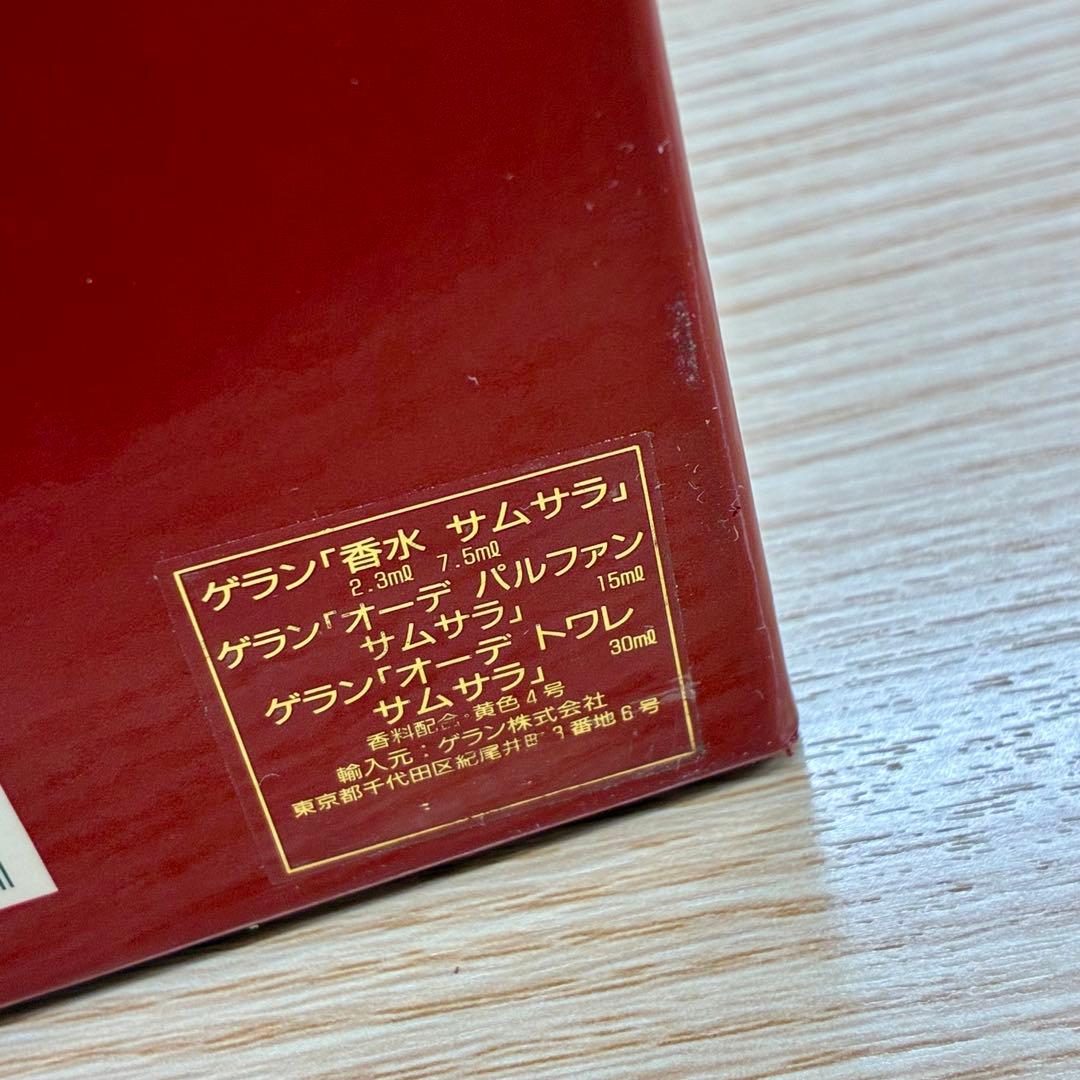 ゲラン「香水 サムサラ」
2.3ml 7.5ml
ゲラン「オーデ パルファン
サムサラ」 15ml
ゲラン「オーデ トワレ
サムサラ」 30ml
香料配合・黄色4号
輸入元：ゲラン株式会社
東京都千代田区紀尾井町3番地6号